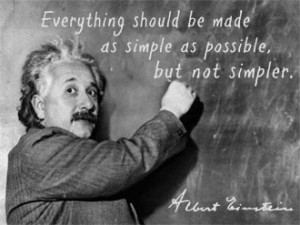 Everything should be made
as simple as possible,
but not simpler.
Albert Einstein